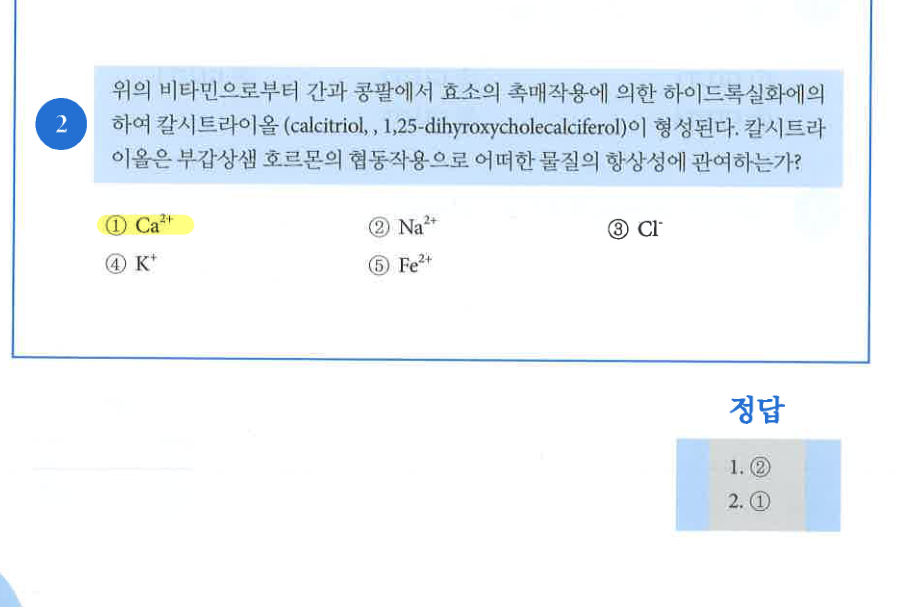 2
위의 비타민으로부터 간과 콩팥에서 효소의 촉매작용에 의한 하이드록실화에의
하여 칼시트라이올 (calcitriol, , 1,25-dihyroxycholecalciferol)이 형성된다. 칼시트라
이올은 부갑상샘 호르몬의 협동작용으로 어떠한 물질의 항상성에 관여하는가?
① Ca²⁺ ② Na²⁺ ③ Cl⁻
④ K⁺ ⑤ Fe²⁺
정답
1. ②
2. ①